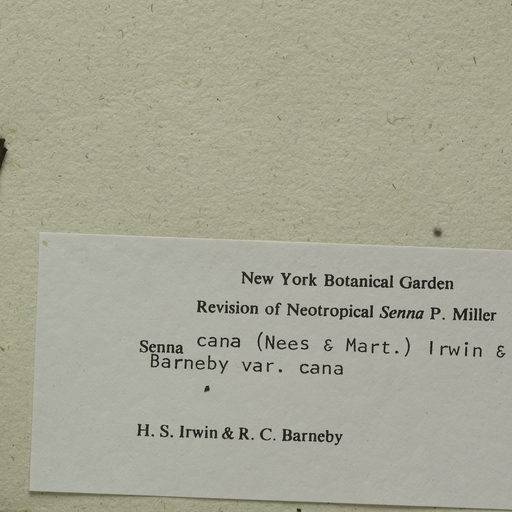 New York Botanical Garden
Revision of Neotropical Senna P. Miller
Senna cana (Nees & Mart.) Irwin &
Barneby var. cana
H. S. Irwin & R. C. Barneby